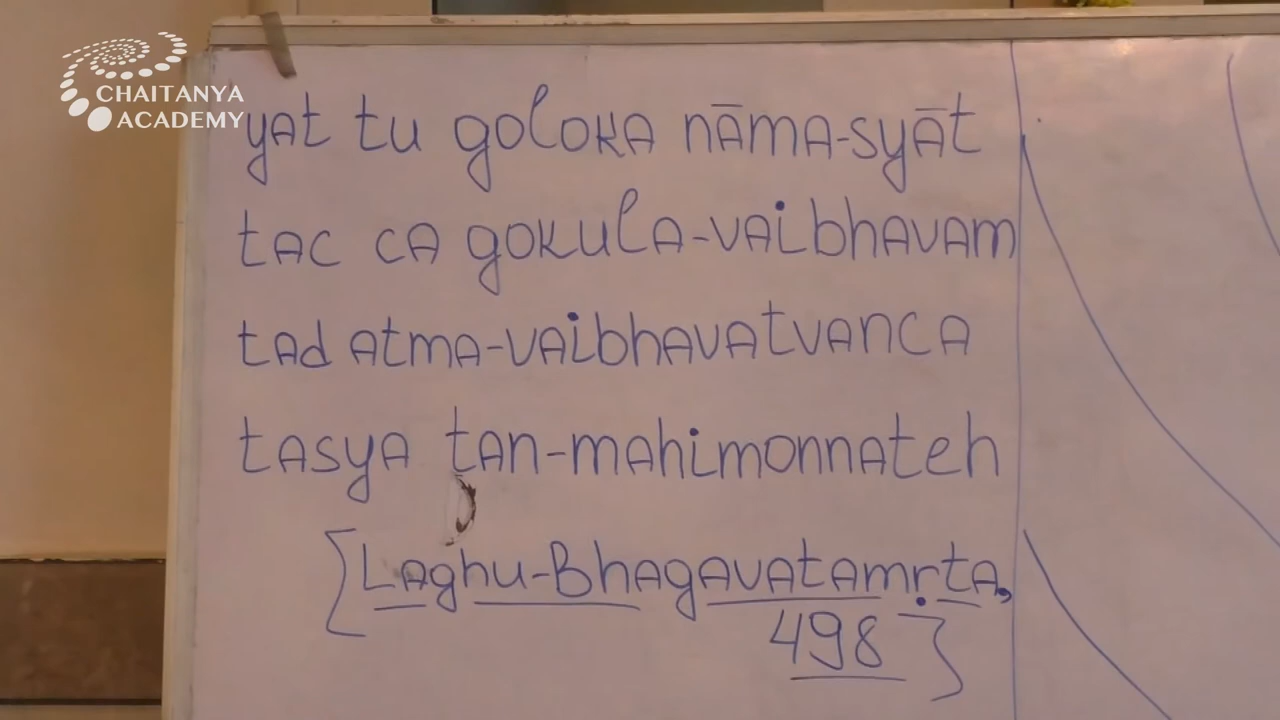 CHAITANYA
ACADEMY
yat tu goloka nāma-syāt
tac ca gokula-vaibhavam
tad atma-vaibhavatvanca
tasya tan-mahimonnateh
[Laghu-Bhagavatamṛta,
498]